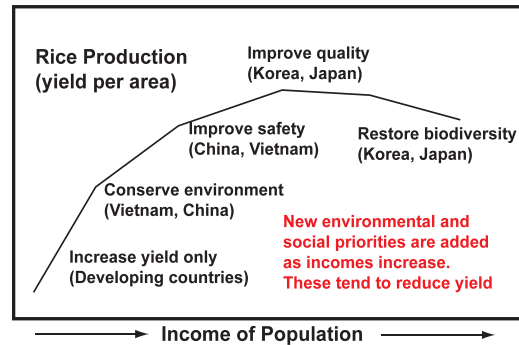 Rice Production
(yield per area)
Improve quality
(Korea, Japan)
Improve safety
(China, Vietnam)
Restore biodiversity
(Korea, Japan)
Conserve environment
(Vietnam, China)
Increase yield only
(Developing countries)
New environmental and
social priorities are added
as incomes increase.
These tend to reduce yield
Income of Population